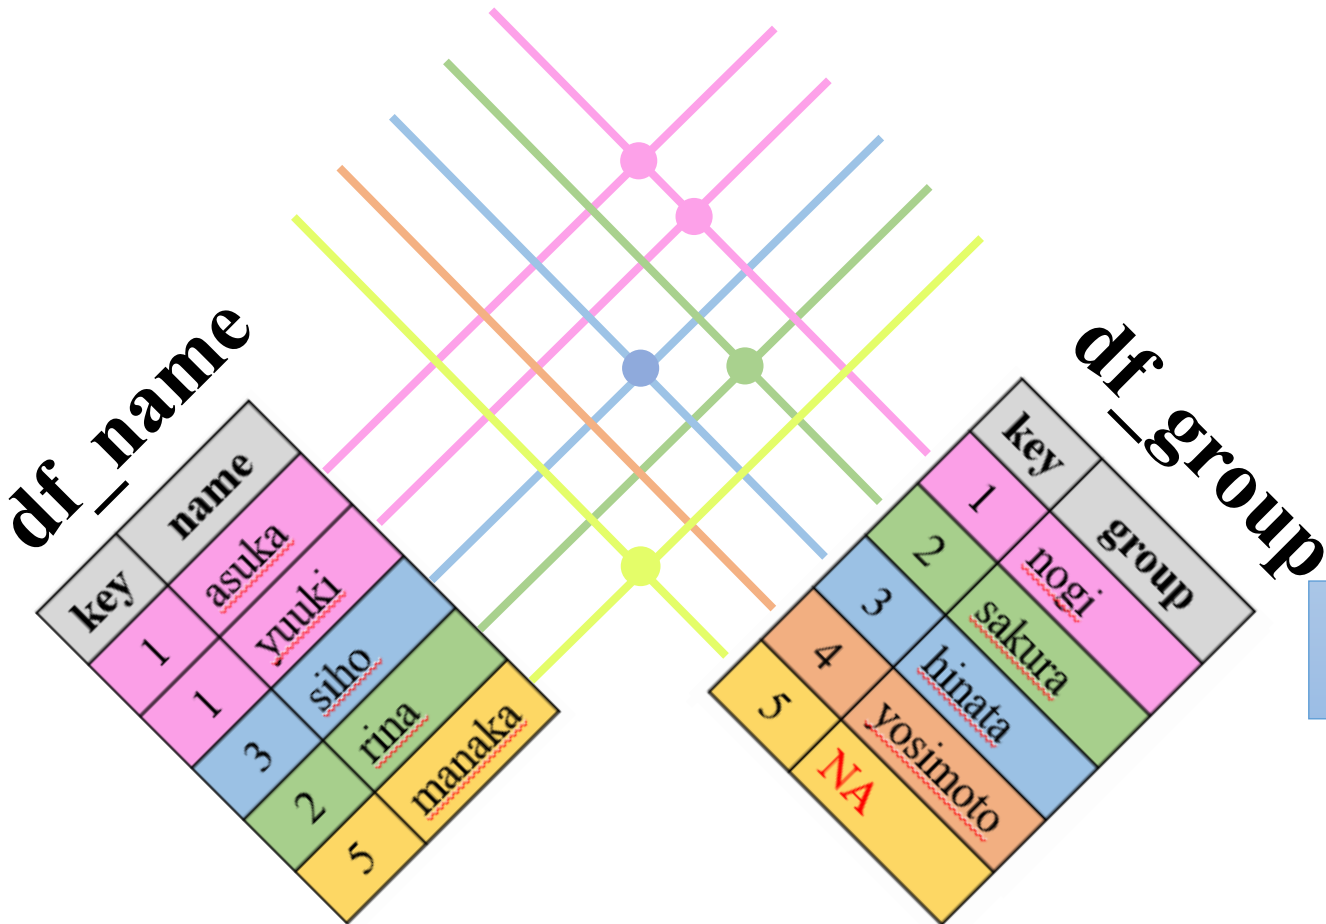 df_name
key name
1 asuka
1 yuuki
3 siho
2 rina
5 manaka
df_group
key group
1 nogi
2 sakura
3 hinata
4 yosimoto
5 NA